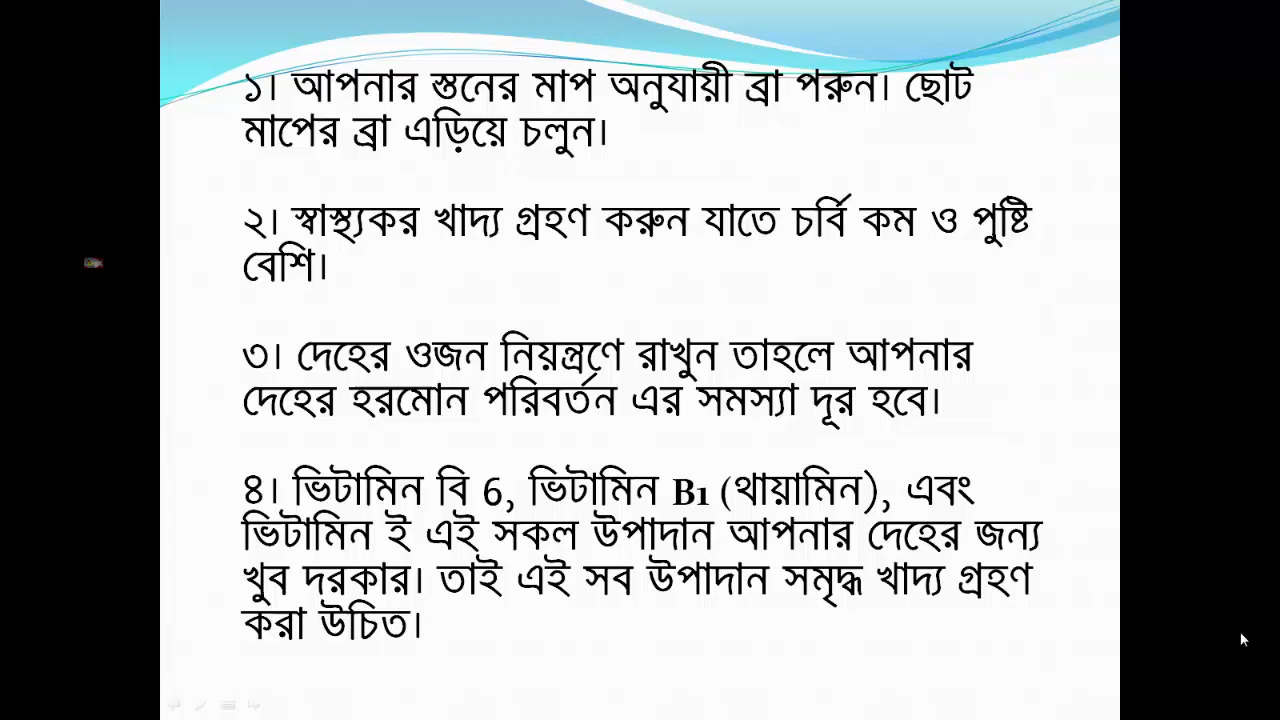 ১। আপনার স্তনের মাপ অনুযায়ী ব্রা পরুন। ছোট
মাপের ব্রা এড়িয়ে চলুন।
২। স্বাস্থ্যকর খাদ্য গ্রহণ করুন যাতে চর্বি কম ও পুষ্টি
বেশি।
৩। দেহের ওজন নিয়ন্ত্রণে রাখুন তাহলে আপনার
দেহের হরমোন পরিবর্তন এর সমস্যা দূর হবে।
৪। ভিটামিন বি 6, ভিটামিন B1 (থায়ামিন), এবং
ভিটামিন ই এই সকল উপাদান আপনার দেহের জন্য
খুব দরকার। তাই এই সব উপাদান সমৃদ্ধ খাদ্য গ্রহণ
করা উচিত।